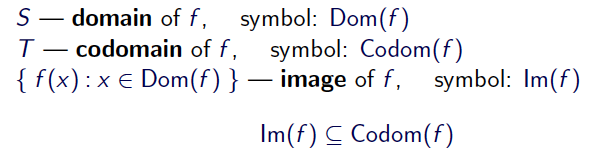 S — domain of f, symbol: Dom(f)
T — codomain of f, symbol: Codom(f)
{ f(x) : x ∈ Dom(f) } — image of f, symbol: Im(f)
Im(f) ⊆ Codom(f)